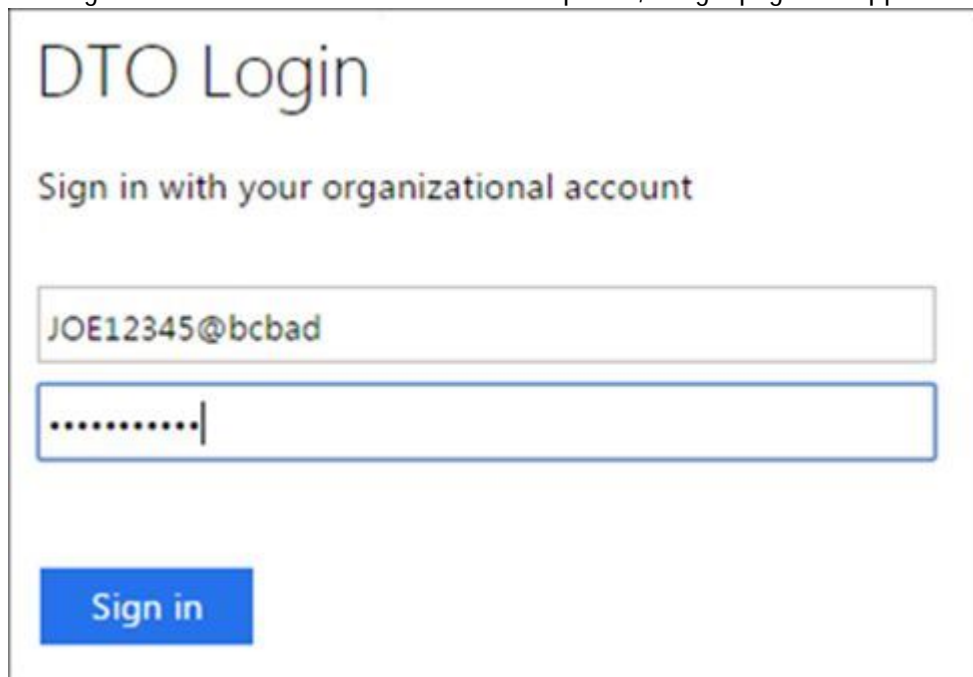 DTO Login
Sign in with your organizational account
JOE12345@bcbad
•••••••••••
Sign in